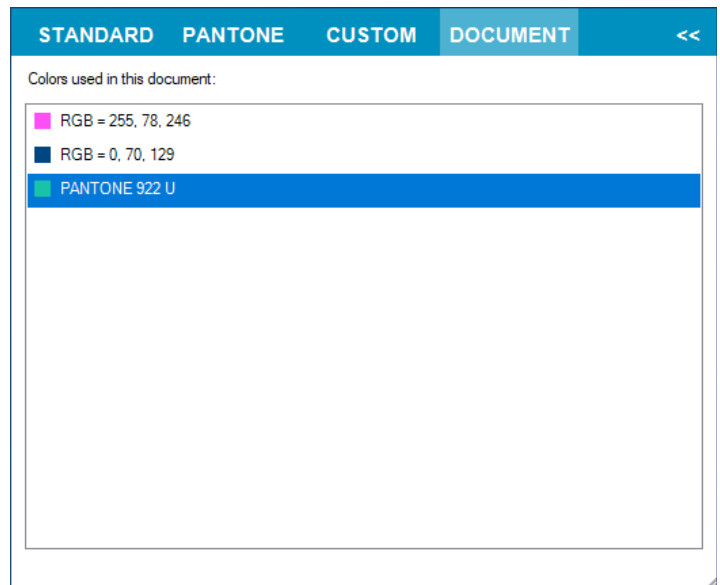 STANDARD PANTONE CUSTOM DOCUMENT <<
Colors used in this document:
RGB = 255, 78, 246
RGB = 0, 70, 129
PANTONE 922 U